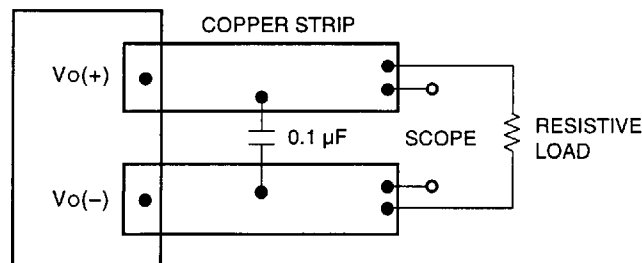 COPPER STRIP
VO(+)
0.1 µF
SCOPE
RESISTIVE
LOAD
VO(–)